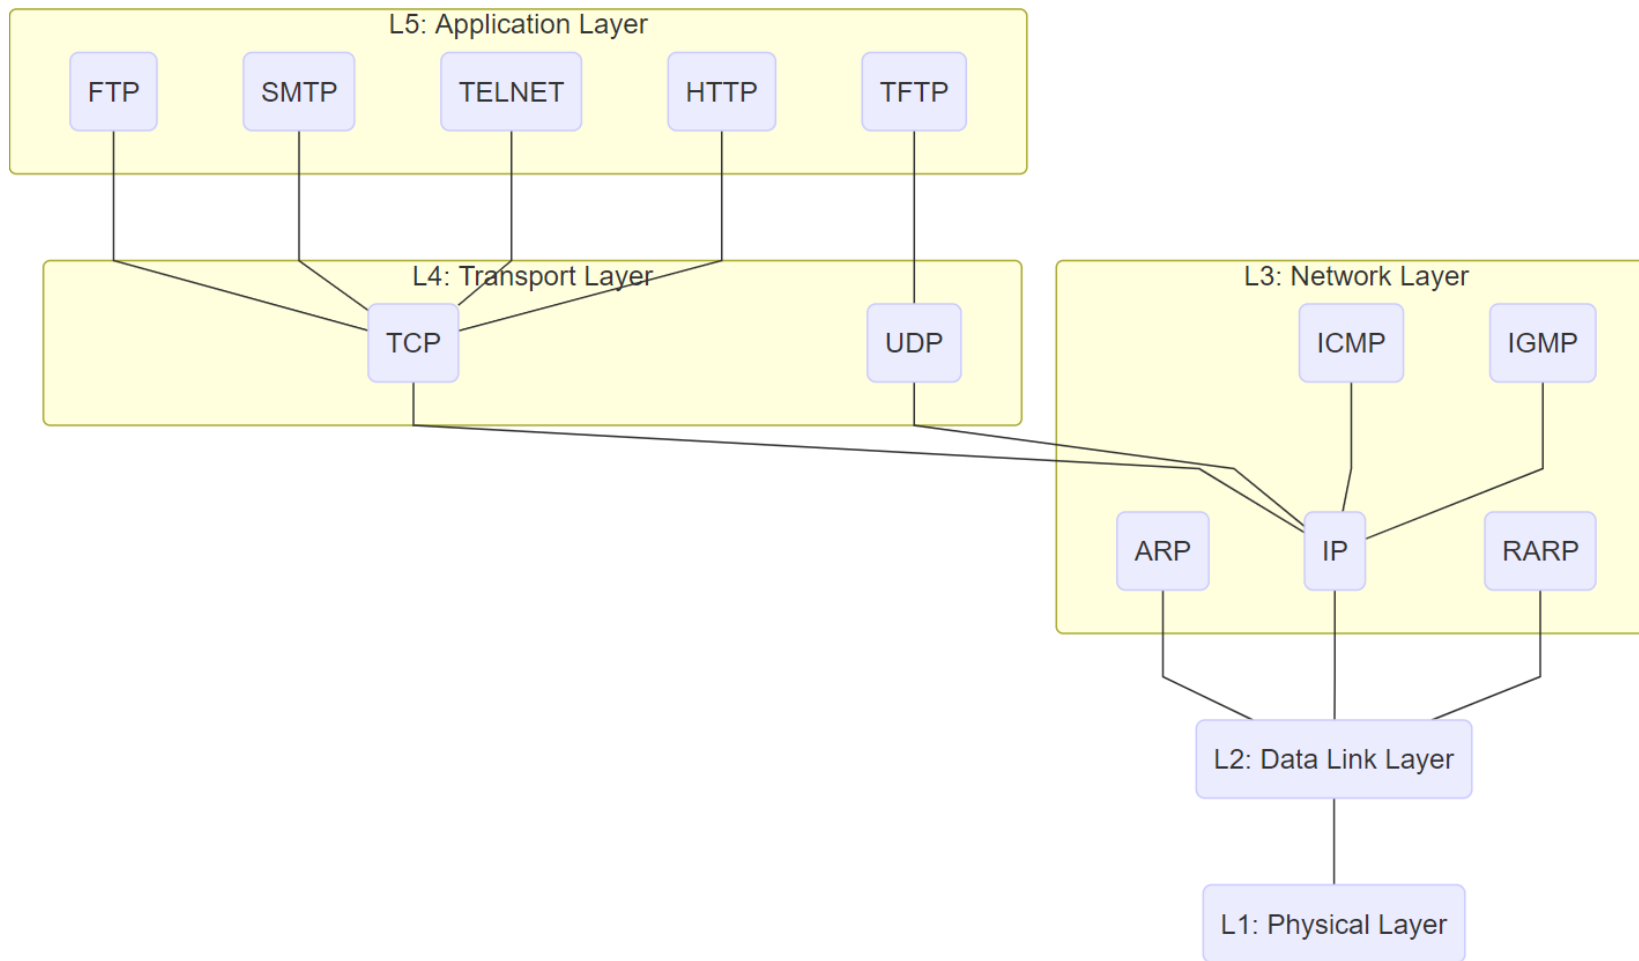 L5: Application Layer
FTP
SMTP
TELNET
HTTP
TFTP
L4: Transport Layer
TCP
UDP
L3: Network Layer
ICMP
IGMP
ARP
IP
RARP
L2: Data Link Layer
L1: Physical Layer